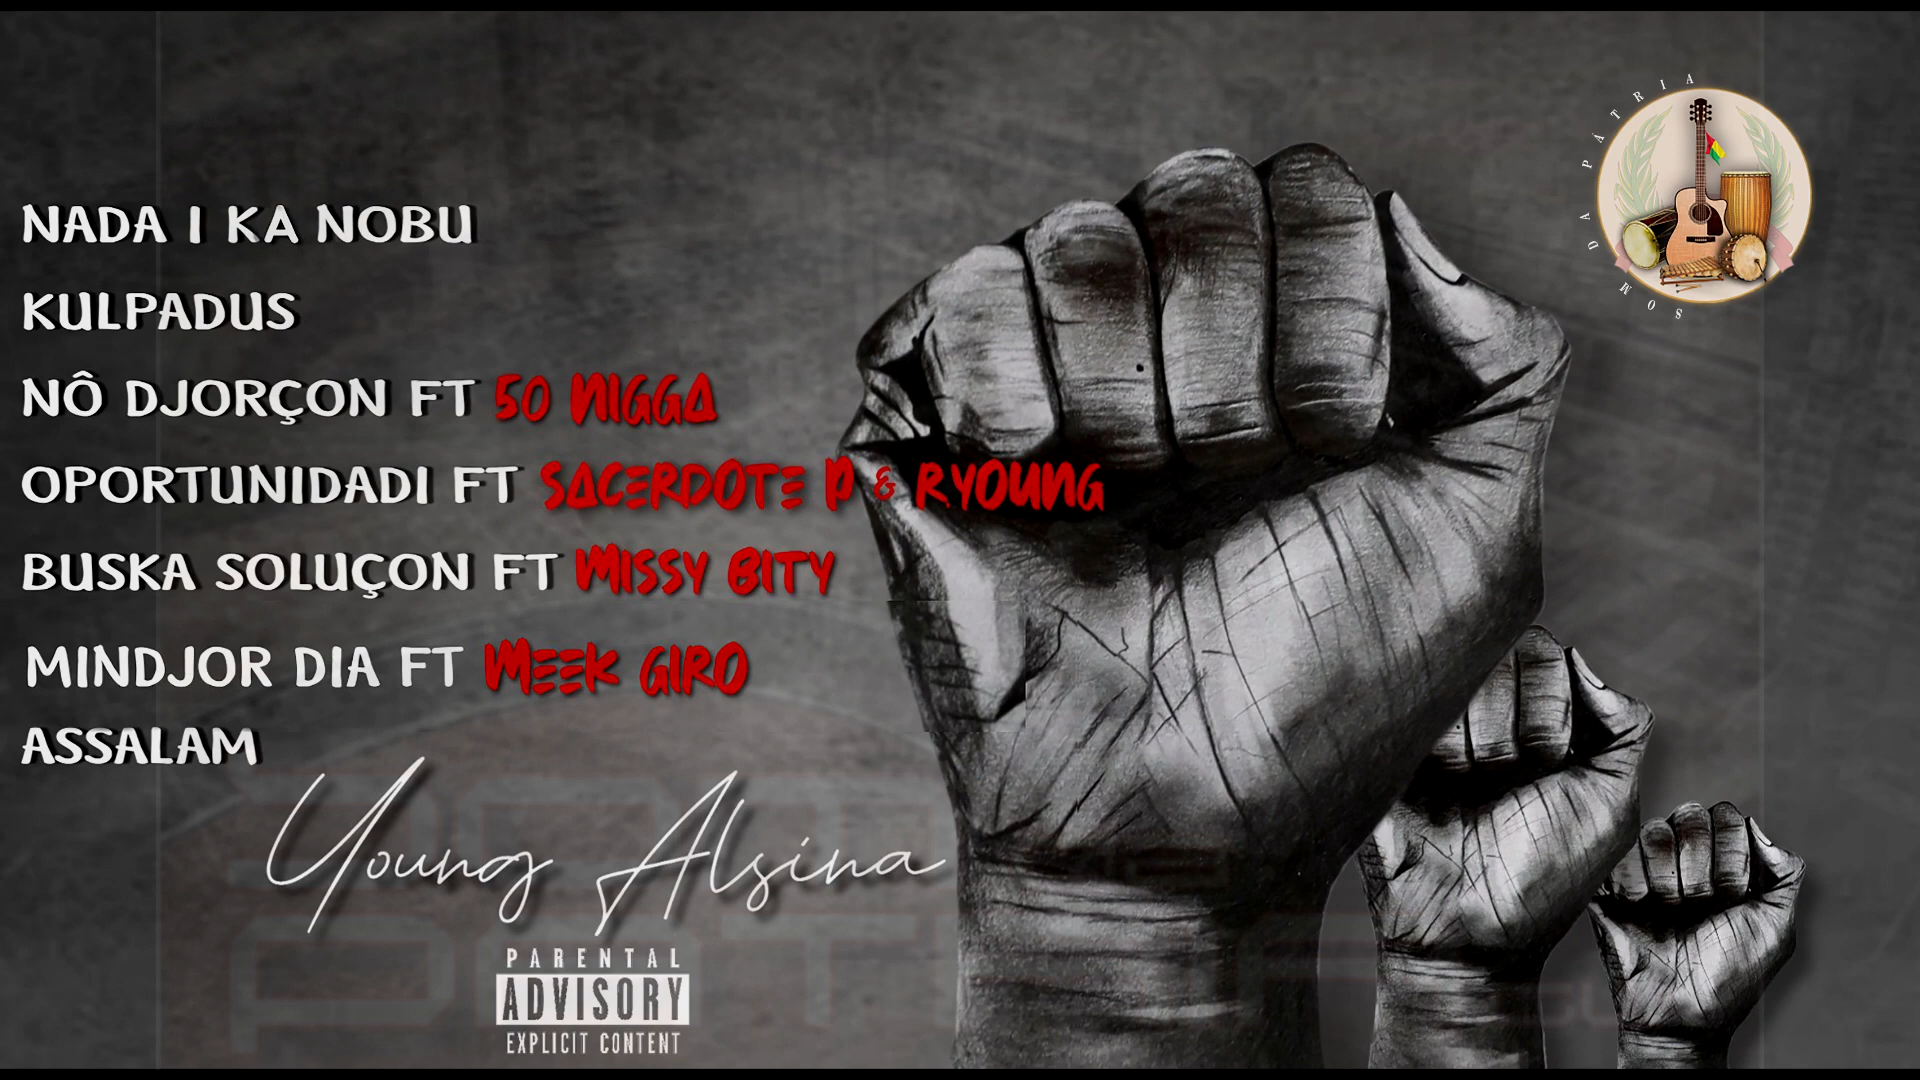 NADA I KA NOBU
KULPADUS
NÔ DJORÇON FT 50 NIGGA
OPORTUNIDADI FT SACERDOTE P & RYOUNG
BUSKA SOLUÇON FT MISSY BITY
MINDJOR DIA FT MEEK GIRO
ASSALAM
Young Alsina
PARENTAL
ADVISORY
EXPLICIT CONTENT
SOM DA PÁTRIA